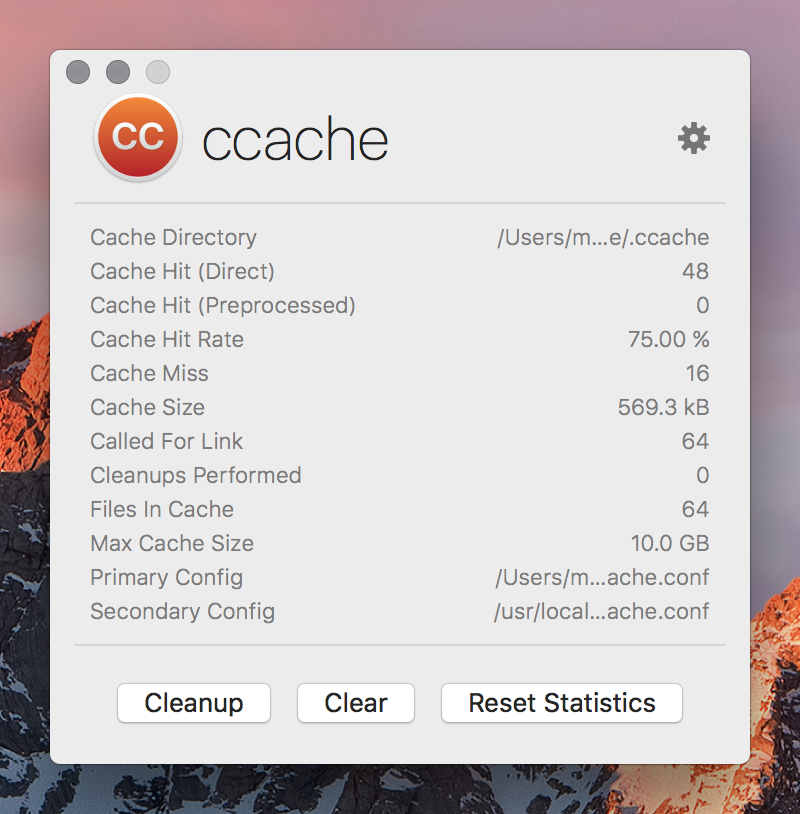 CC ccache
Cache Directory /Users/m...e/.ccache
Cache Hit (Direct) 48
Cache Hit (Preprocessed) 0
Cache Hit Rate 75.00 %
Cache Miss 16
Cache Size 569.3 kB
Called For Link 64
Cleanups Performed 0
Files In Cache 64
Max Cache Size 10.0 GB
Primary Config /Users/m...ache.conf
Secondary Config /usr/local...ache.conf
Cleanup Clear Reset Statistics